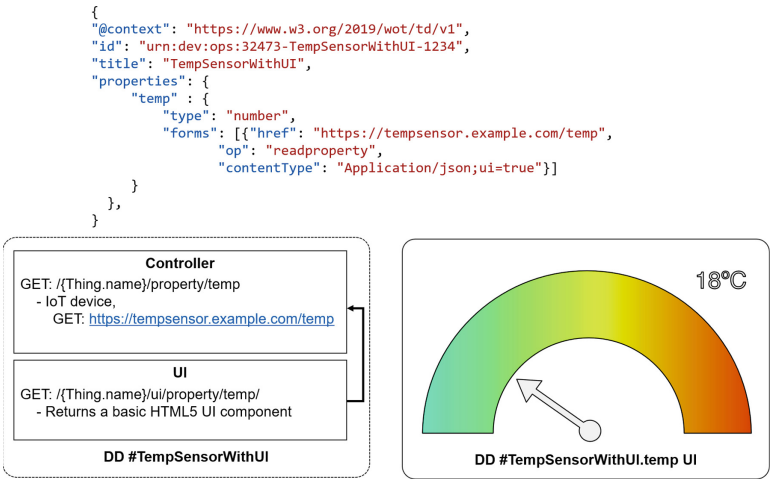 {
"@context": "https://www.w3.org/2019/wot/td/v1",
"id": "urn:dev:ops:32473-TempSensorWithUI-1234",
"title": "TempSensorWithUI",
"properties": {
"temp" : {
"type": "number",
"forms": [{"href": "https://tempsensor.example.com/temp",
"op": "readproperty",
"contentType": "Application/json;ui=true"}]
}
},
}
Controller
GET: /{Thing.name}/property/temp
- IoT device,
GET: https://tempsensor.example.com/temp
UI
GET: /{Thing.name}/ui/property/temp/
- Returns a basic HTML5 UI component
DD #TempSensorWithUI
18ºC
DD #TempSensorWithUI.temp UI